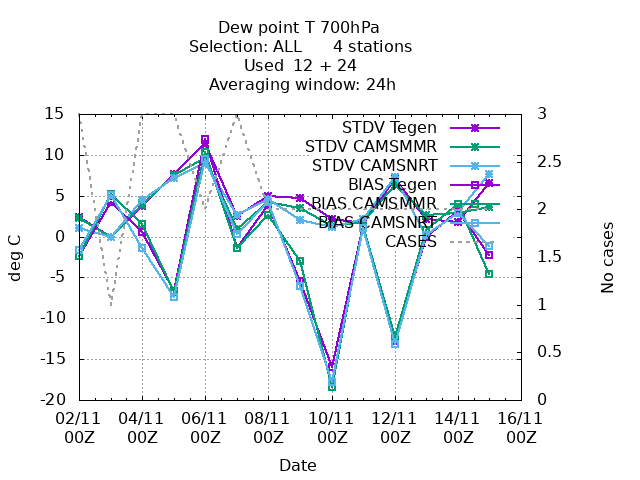 Dew point T 700hPa
Selection: ALL 4 stations
Used 12 + 24
Averaging window: 24h
15
10
5
0
-5
-10
-15
-20
deg C
3
2.5
2
1.5
1
0.5
0
No cases
STDV Tegen
STDV CAMSMMR
STDV CAMSNRT
BIAS Tegen
BIAS CAMSMMR
BIAS CAMSNRT
CASES
02/11 04/11 06/11 08/11 10/11 12/11 14/11 16/11
00Z 00Z 00Z 00Z 00Z 00Z 00Z 00Z
Date